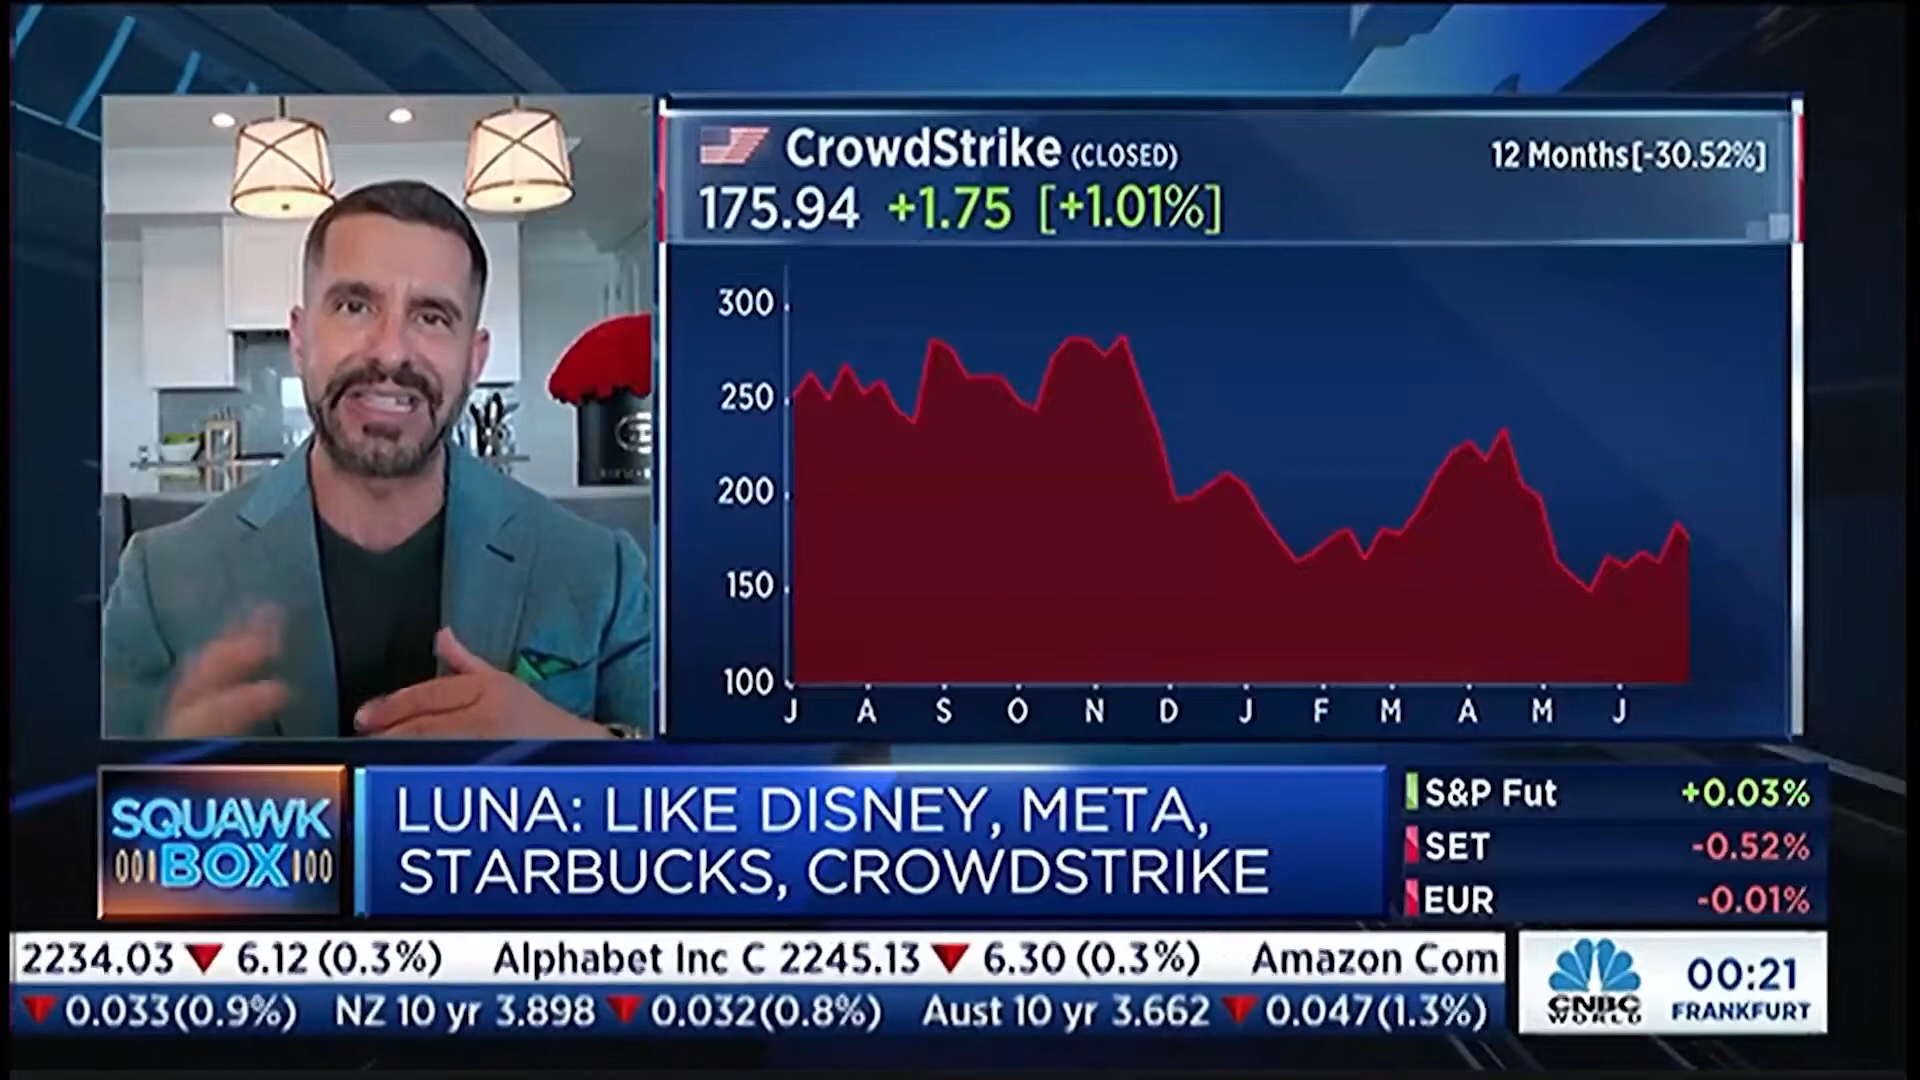 CrowdStrike (CLOSED)
12 Months[-30.52%]
175.94 +1.75 [+1.01%]
300
250
200
150
100
J A S O N D J F M A M J
SQUAWK
BOX
001 100
LUNA: LIKE DISNEY, META,
STARBUCKS, CROWDSTRIKE
S&P Fut +0.03%
SET -0.52%
EUR -0.01%
2234.03 ▼ 6.12 (0.3%) Alphabet Inc C 2245.13 ▼ 6.30 (0.3%) Amazon Com
▼ 0.033(0.9%) NZ 10 yr 3.898 ▼ 0.032(0.8%) Aust 10 yr 3.662 ▼ 0.047(1.3%)
CNBC
WORLD
00:21
FRANKFURT